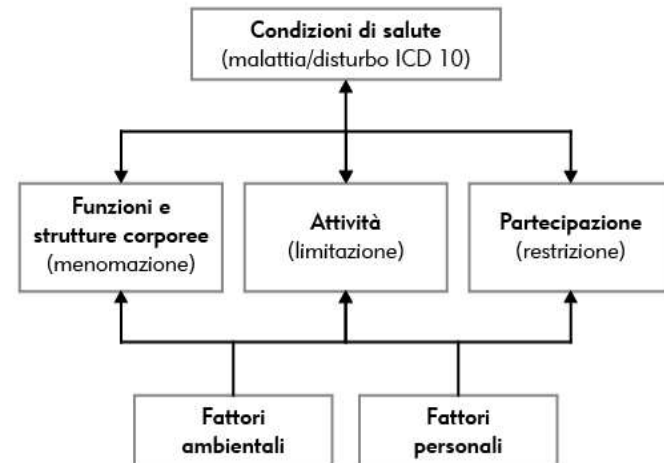 Condizioni di salute
(malattia/disturbo ICD 10)
Funzioni e
strutture corporee
(menomazione)
Attività
(limitazione)
Partecipazione
(restrizione)
Fattori
ambientali
Fattori
personali